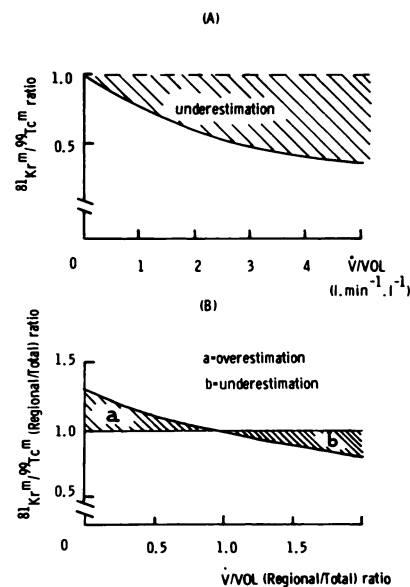 (A)
1.0
0.5
81Krm/99Tcm ratio
underestimation
0 1 2 3 4 V̇/VOL
(l.min-1.l-1)
(B)
a=overestimation
b=underestimation
1.5
1.0
0.5
81Krm/99Tcm (Regional/Total) ratio
a
b
0 0.5 1.0 1.5
V̇/VOL (Regional/Total) ratio